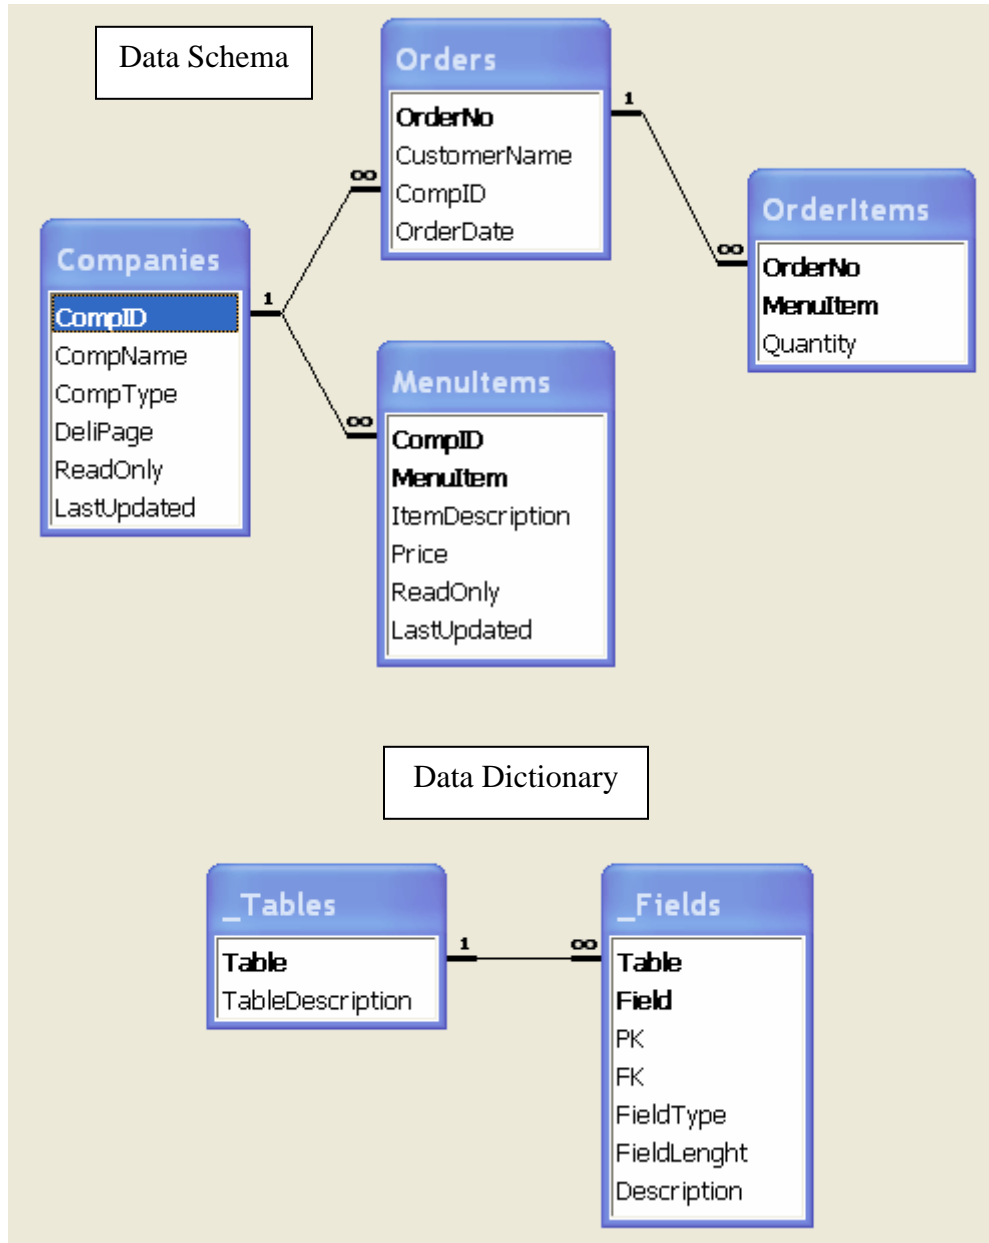 Data Schema
Orders
OrderNo
CustomerName
CompID
OrderDate
1
∞
OrderItems
OrderNo
MenuItem
Quantity
∞
Companies
CompID
CompName
CompType
DeliPage
ReadOnly
LastUpdated
1
MenuItems
CompID
MenuItem
ItemDescription
Price
ReadOnly
LastUpdated
∞
Data Dictionary
_Tables
Table
TableDescription
1
∞
_Fields
Table
Field
PK
FK
FieldType
FieldLenght
Description